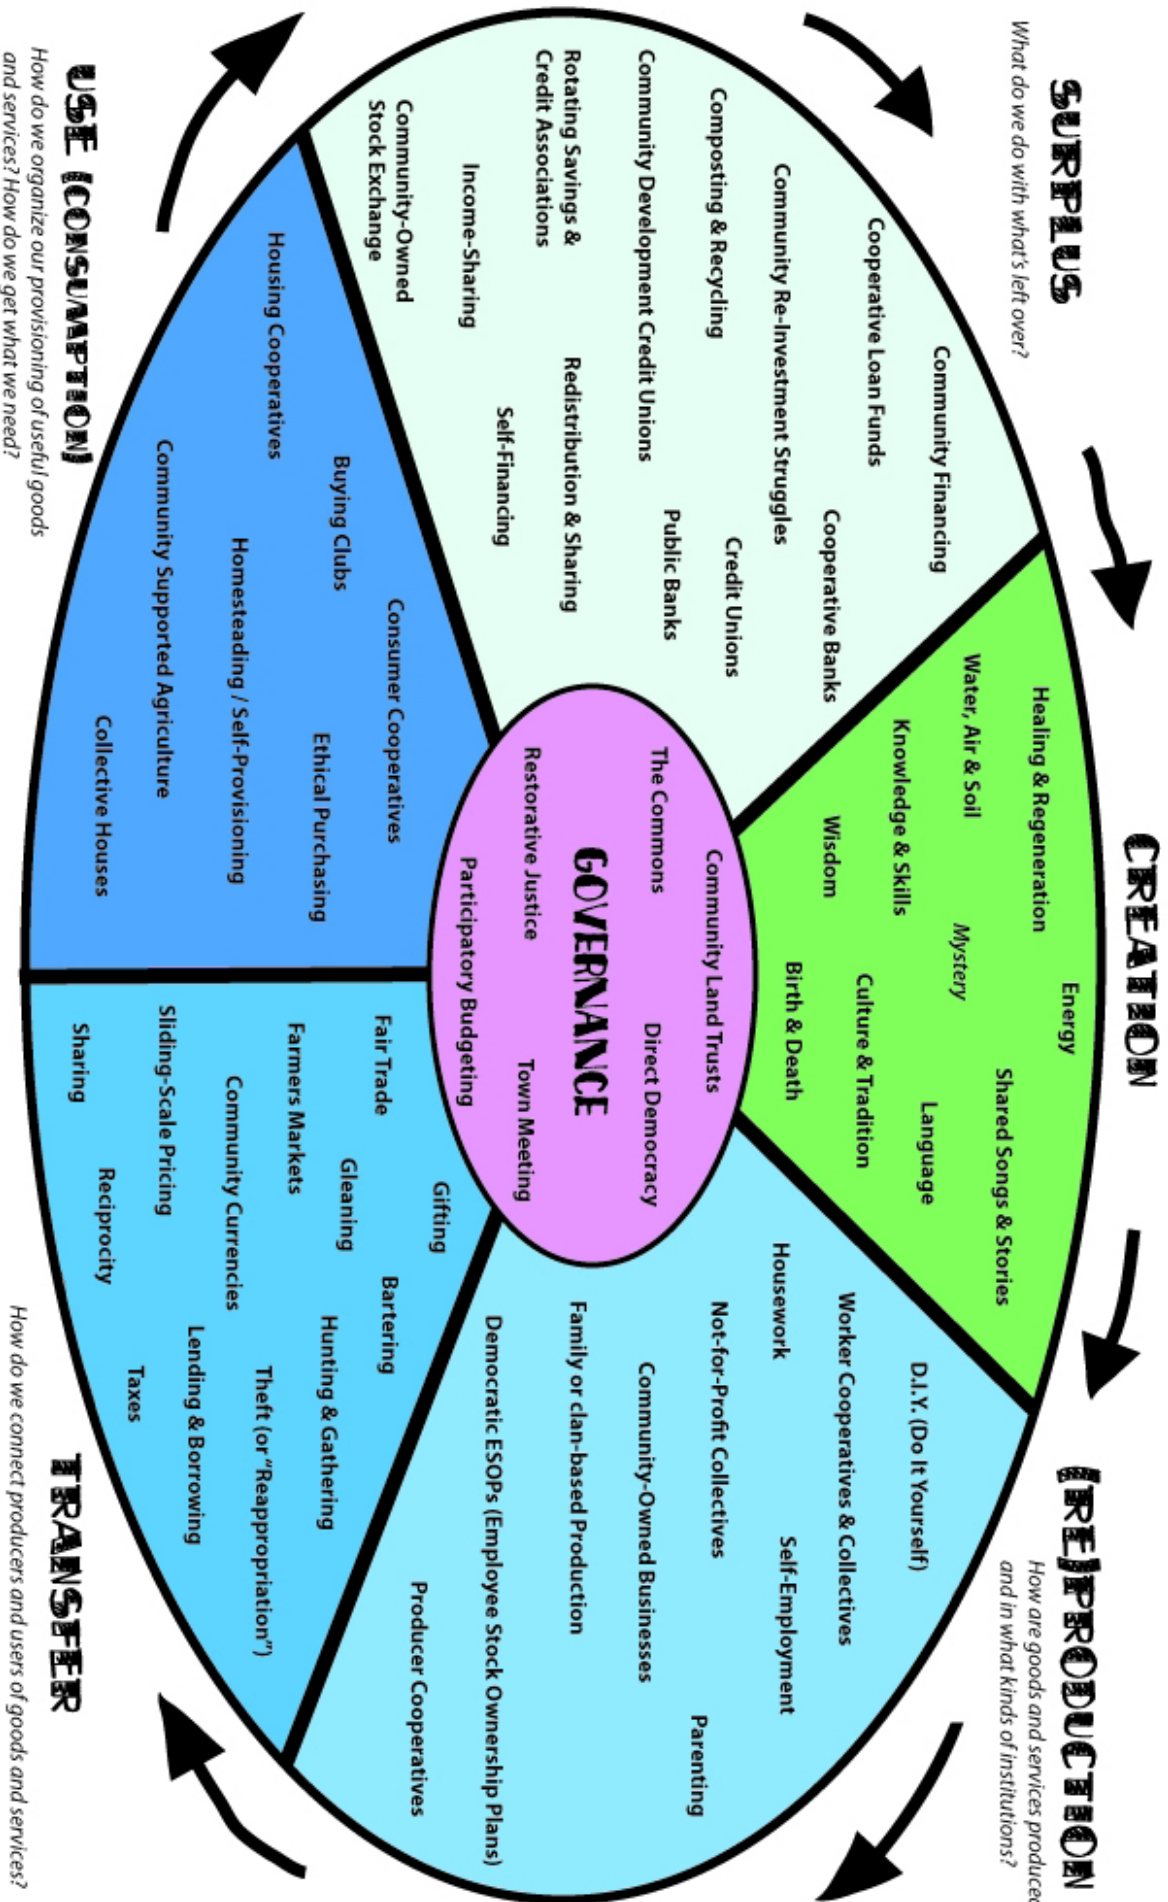 CREATION
SURPLUS
What do we do with what's left over?
(RE)PRODUCTION
How are goods and services produced
and in what kinds of institutions?
Energy
Healing & Regeneration
Shared Songs & Stories
Water, Air & Soil
Mystery
Language
Knowledge & Skills
Culture & Tradition
Wisdom
Birth & Death
Community Financing
Cooperative Loan Funds
Cooperative Banks
Community Re-Investment Struggles
Credit Unions
Composting & Recycling
Public Banks
Community Development Credit Unions
Rotating Savings &
Credit Associations
Redistribution & Sharing
Self-Financing
Income-Sharing
Community-Owned
Stock Exchange
D.I.Y. (Do It Yourself)
Worker Cooperatives & Collectives
Housework
Self-Employment
Not-for-Profit Collectives
Parenting
Community-Owned Businesses
Family or clan-based Production
Democratic ESOPs (Employee Stock Ownership Plans)
Producer Cooperatives
Community Land Trusts
The Commons
Direct Democracy
GOVERNANCE
Restorative Justice
Town Meeting
Participatory Budgeting
Consumer Cooperatives
Buying Clubs
Ethical Purchasing
Housing Cooperatives
Homesteading / Self-Provisioning
Community Supported Agriculture
Collective Houses
Gifting
Fair Trade
Bartering
Gleaning
Hunting & Gathering
Farmers Markets
Theft (or "Reappropriation")
Community Currencies
Lending & Borrowing
Sliding-Scale Pricing
Taxes
Reciprocity
Sharing
USE (CONSUMPTION)
How do we organize our provisioning of useful goods
and services? How do we get what we need?
TRANSFER
How do we connect producers and users of goods and services?